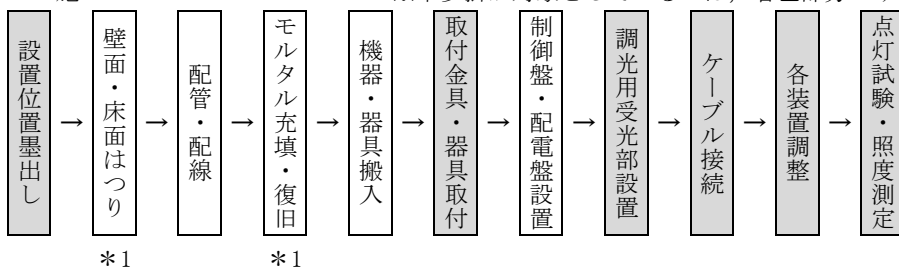 設置位置墨出し
→
壁面・床面はつり
→
配管・配線
→
モルタル充填・復旧
→
機器・器具搬入
→
取付金具・器具取付
→
制御盤・配電盤設置
→
調光用受光部設置
→
ケーブル接続
→
各装置調整
→
点灯試験・照度測定
＊1
＊1